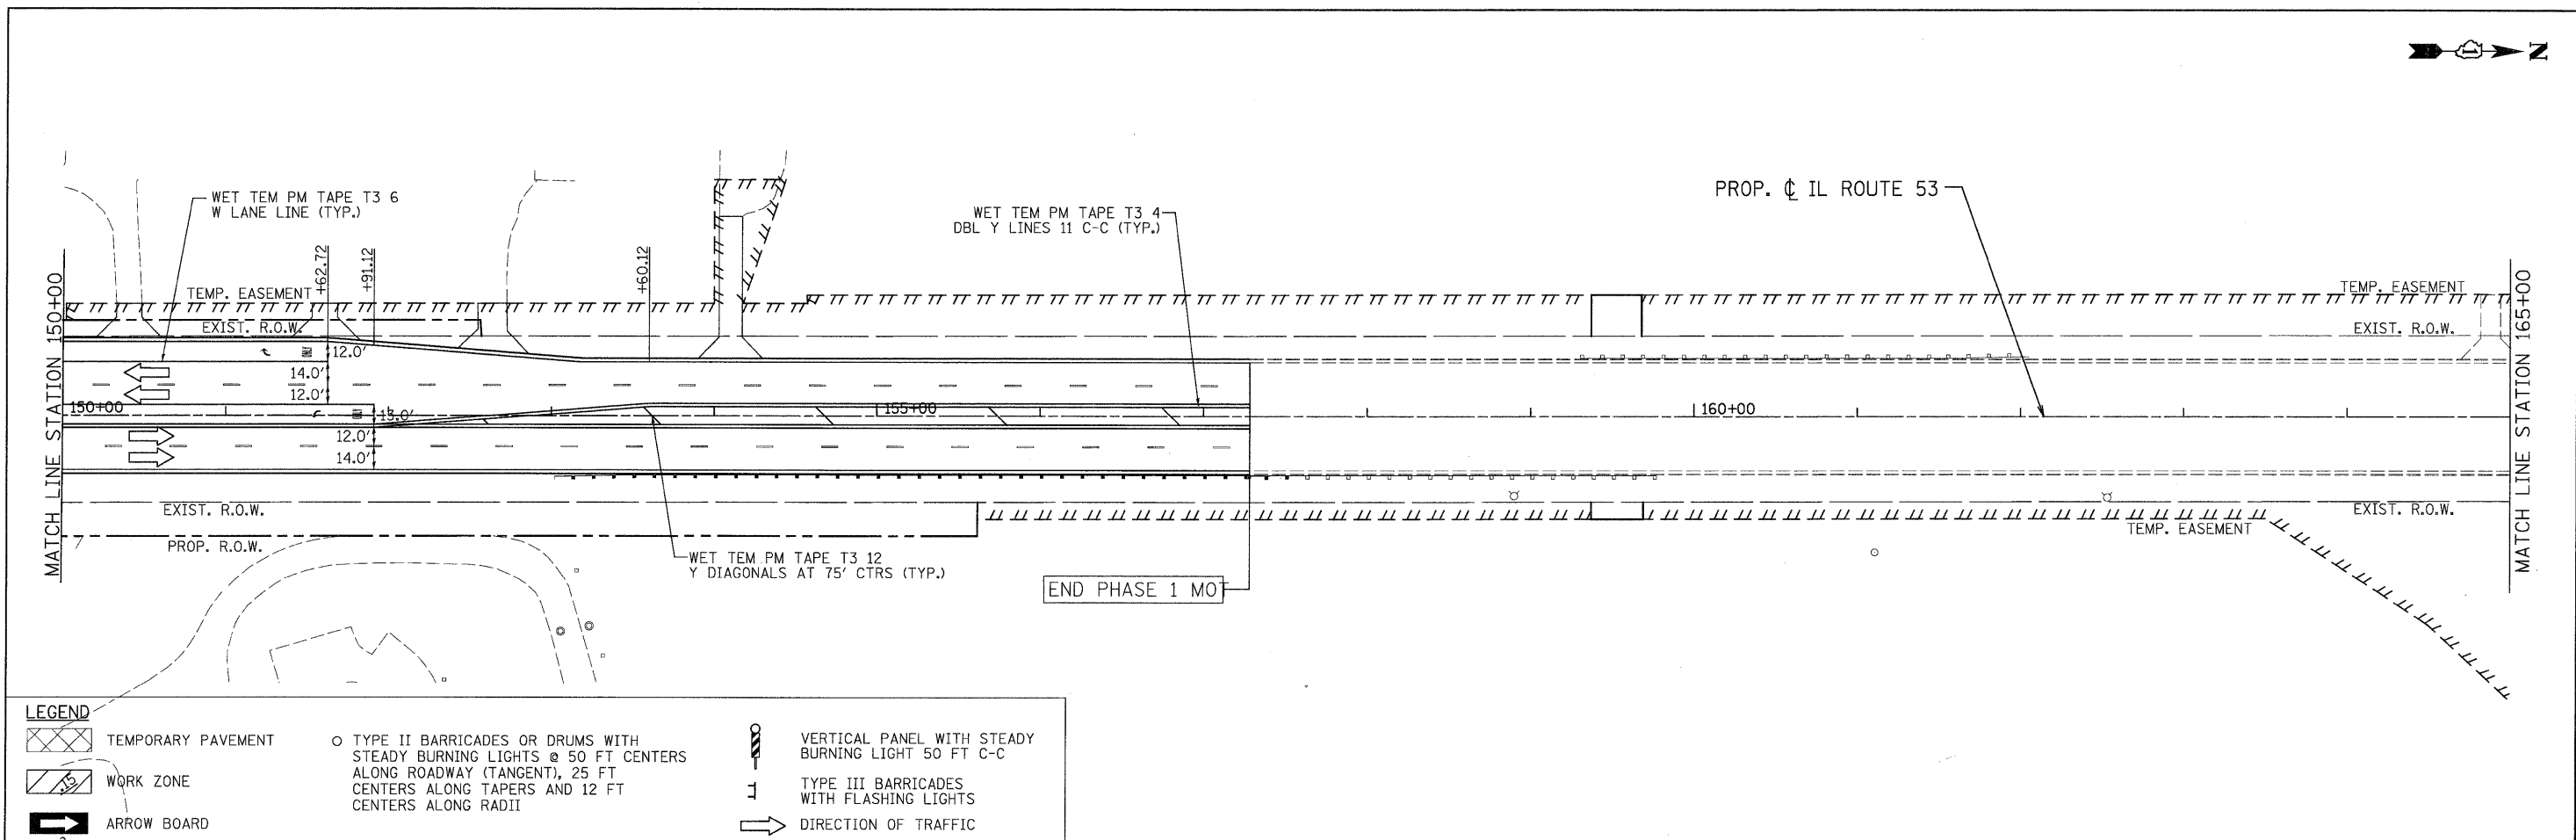 N
PROP. ℄ IL ROUTE 53
WET TEM PM TAPE T3 6
W LANE LINE (TYP.)
WET TEM PM TAPE T3 4
DBL Y LINES 11 C-C (TYP.)
+62.72
+91.12
+60.12
MATCH LINE STATION 150+00
TEMP. EASEMENT
TEMP. EASEMENT
EXIST. R.O.W.
EXIST. R.O.W.
MATCH LINE STATION 165+00
12.0'
14.0'
12.0'
150+00
13.0'
155+00
160+00
12.0'
14.0'
EXIST. R.O.W.
EXIST. R.O.W.
PROP. R.O.W.
TEMP. EASEMENT
WET TEM PM TAPE T3 12
Y DIAGONALS AT 75' CTRS (TYP.)
END PHASE 1 MOT
LEGEND
TEMPORARY PAVEMENT
WORK ZONE
ARROW BOARD
TYPE II BARRICADES OR DRUMS WITH
STEADY BURNING LIGHTS @ 50 FT CENTERS
ALONG ROADWAY (TANGENT), 25 FT
CENTERS ALONG TAPERS AND 12 FT
CENTERS ALONG RADII
VERTICAL PANEL WITH STEADY
BURNING LIGHT 50 FT C-C
TYPE III BARRICADES
WITH FLASHING LIGHTS
DIRECTION OF TRAFFIC